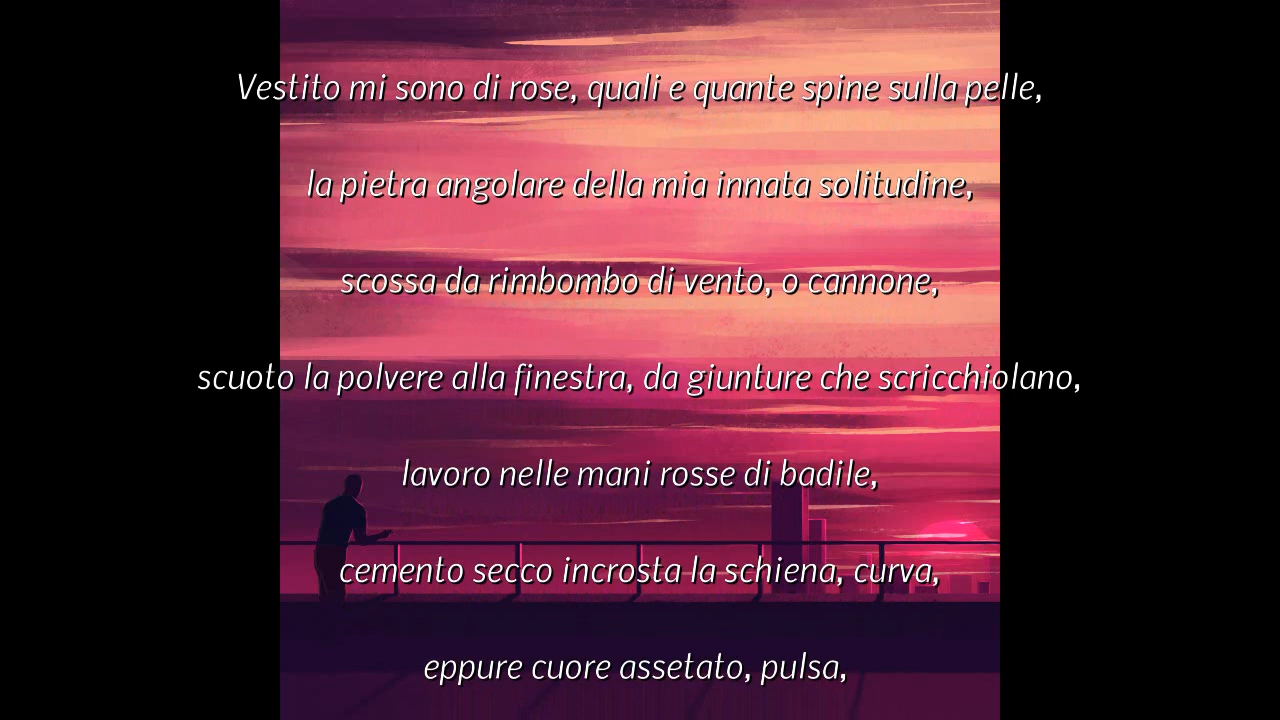 Vestito mi sono di rose, quali e quante spine sulla pelle,
la pietra angolare della mia innata solitudine,
scossa da rimbombo di vento, o cannone,
scuoto la polvere alla finestra, da giunture che scricchiolano,
lavoro nelle mani rosse di badile,
cemento secco incrosta la schiena, curva,
eppure cuore assetato, pulsa,